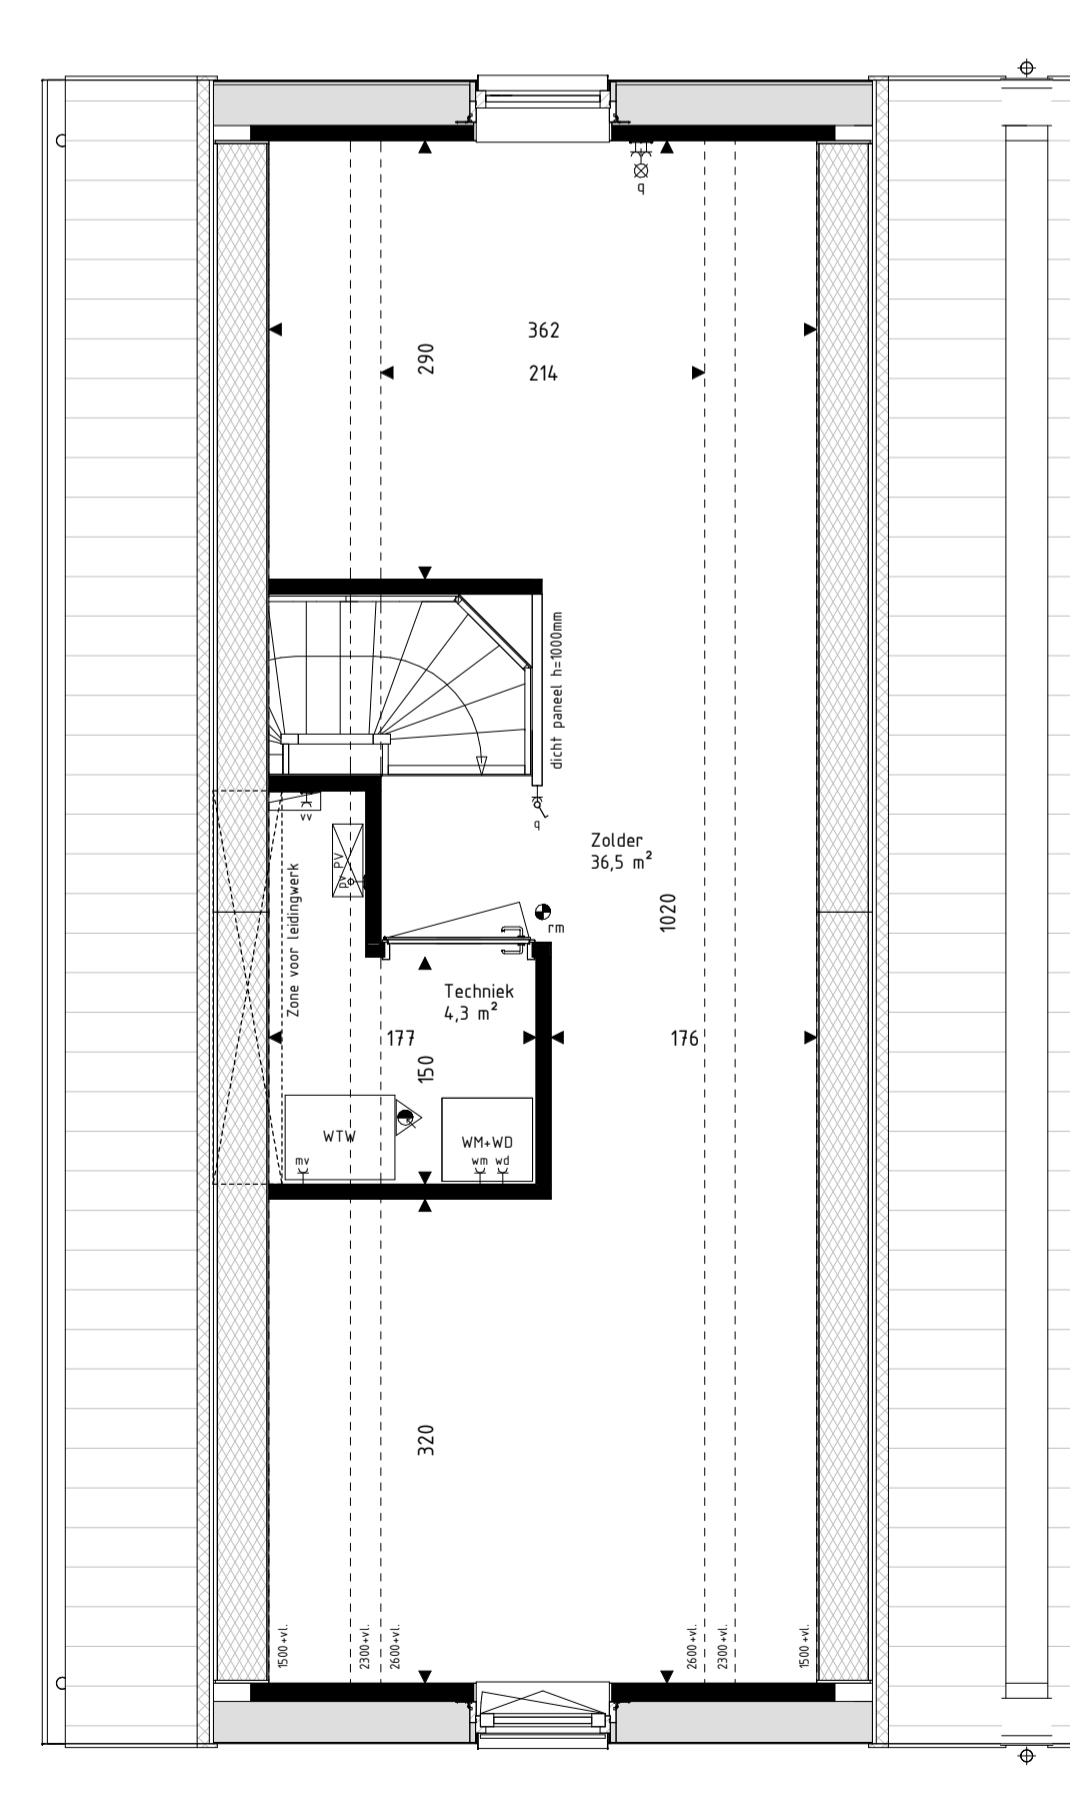 q
362
290
214
dicht paneel h=1000mm
q
vv
PV
pv
Zolder
36,5 m²
Zone voor leidingwerk
1020
rm
Techniek
4,3 m²
177
176
150
WTW
WM+WD
mv
wm wd
320
1500+vl.
2300+vl.
2600+vl.
2600+vl.
2300+vl.
1500+vl.